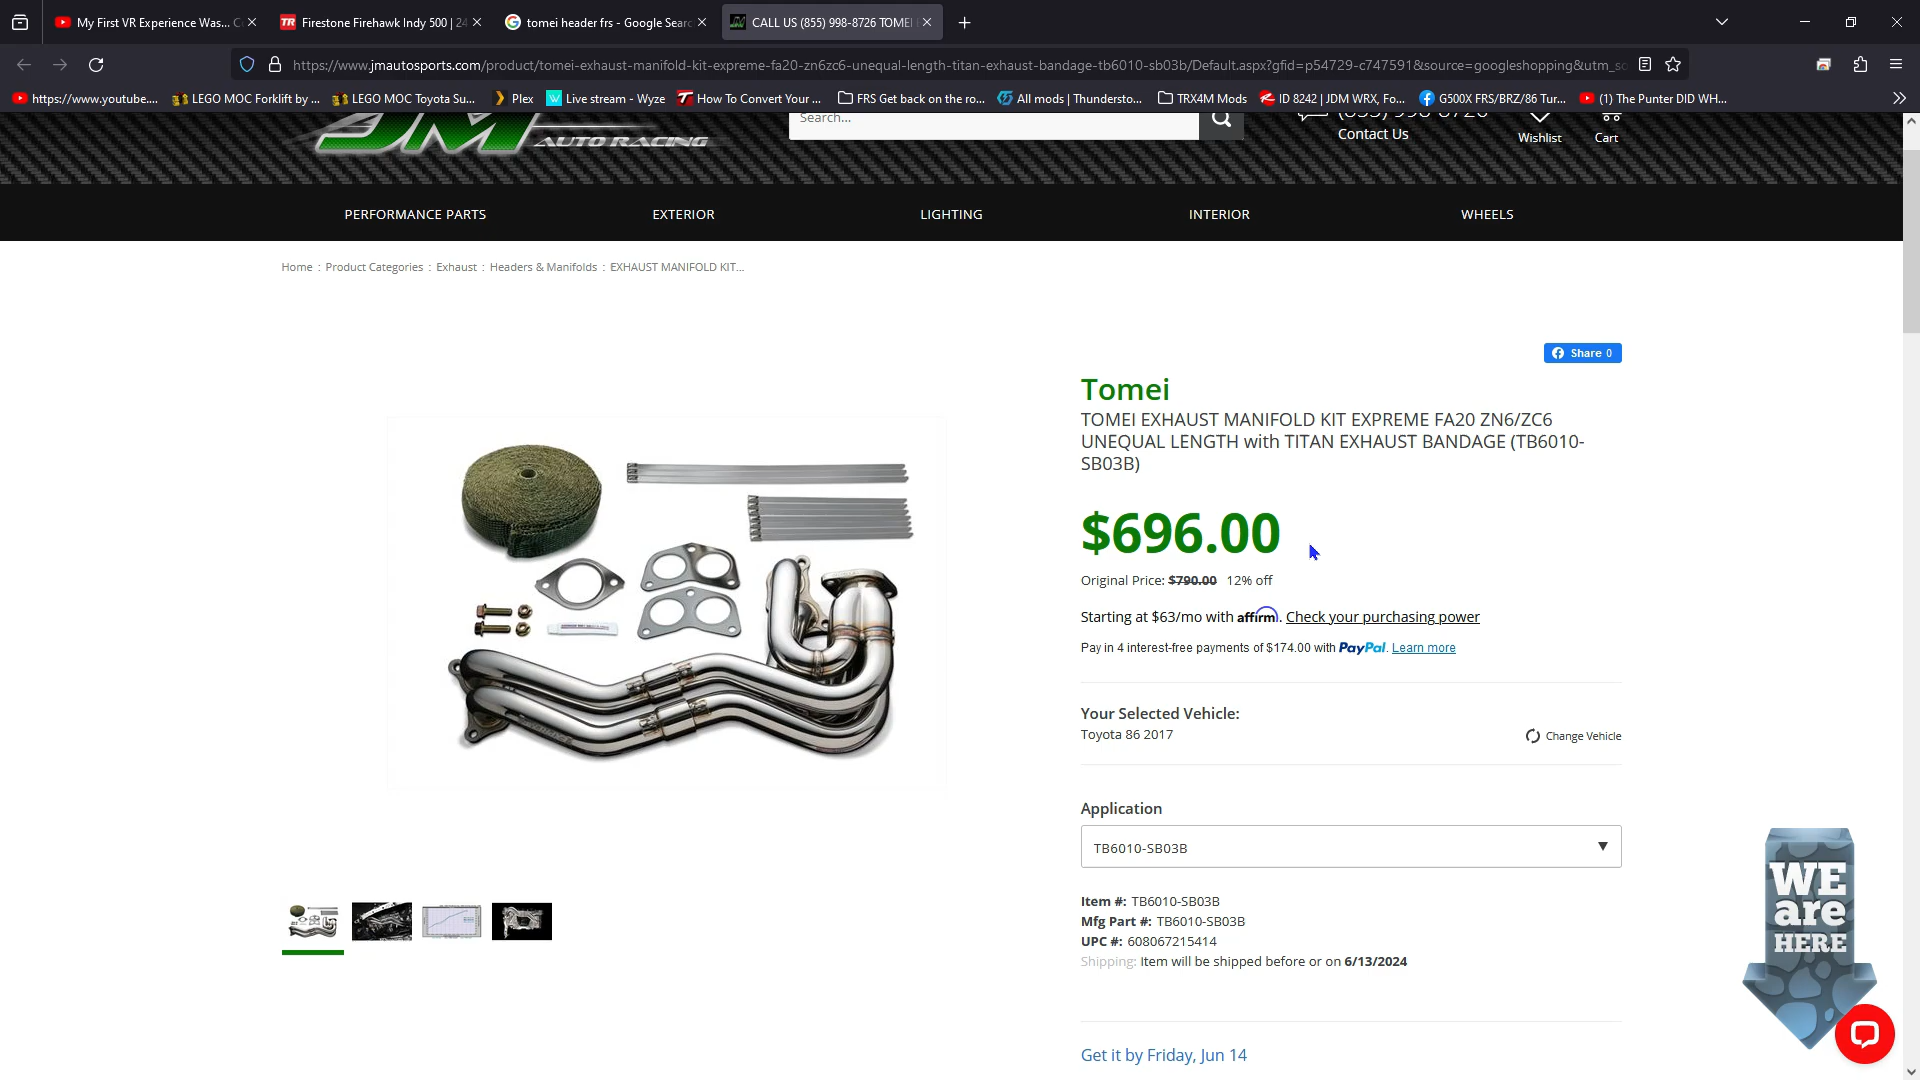 My First VR Experience Was...
Firestone Firehawk Indy 500 | 24
tomei header frs - Google Sear
CALL US (855) 998-8726 TOMEI
https://www.jmautosports.com/product/tomei-exhaust-manifold-kit-expreme-fa20-zn6zc6-unequal-length-titan-exhaust-bandage-tb6010-sb03b/Default.aspx?gfid=p54729-c747591&source=googleshopping&utm_so
https://www.youtube....
LEGO MOC Forklift by ...
LEGO MOC Toyota Su...
Plex
Live stream - Wyze
How To Convert Your ...
FRS Get back on the ro...
All mods | Thundersto...
TRX4M Mods
ID 8242 | JDM WRX, Fo...
G500X FRS/BRZ/86 Tur...
(1) The Punter DID WH...
JM
AUTO RACING
Search...
(855) 998-8726
Contact Us
Wishlist
Cart
PERFORMANCE PARTS
EXTERIOR
LIGHTING
INTERIOR
WHEELS
Home : Product Categories : Exhaust : Headers & Manifolds : EXHAUST MANIFOLD KIT...
Share 0
Tomei
TOMEI EXHAUST MANIFOLD KIT EXPREME FA20 ZN6/ZC6
UNEQUAL LENGTH with TITAN EXHAUST BANDAGE (TB6010-
SB03B)
$696.00
Original Price: $790.00 12% off
Starting at $63/mo with affirm. Check your purchasing power
Pay in 4 interest-free payments of $174.00 with PayPal. Learn more
Your Selected Vehicle:
Toyota 86 2017
Change Vehicle
Application
TB6010-SB03B
Item #: TB6010-SB03B
Mfg Part #: TB6010-SB03B
UPC #: 608067215414
Shipping: Item will be shipped before or on 6/13/2024
Get it by Friday, Jun 14
WE
are
HERE